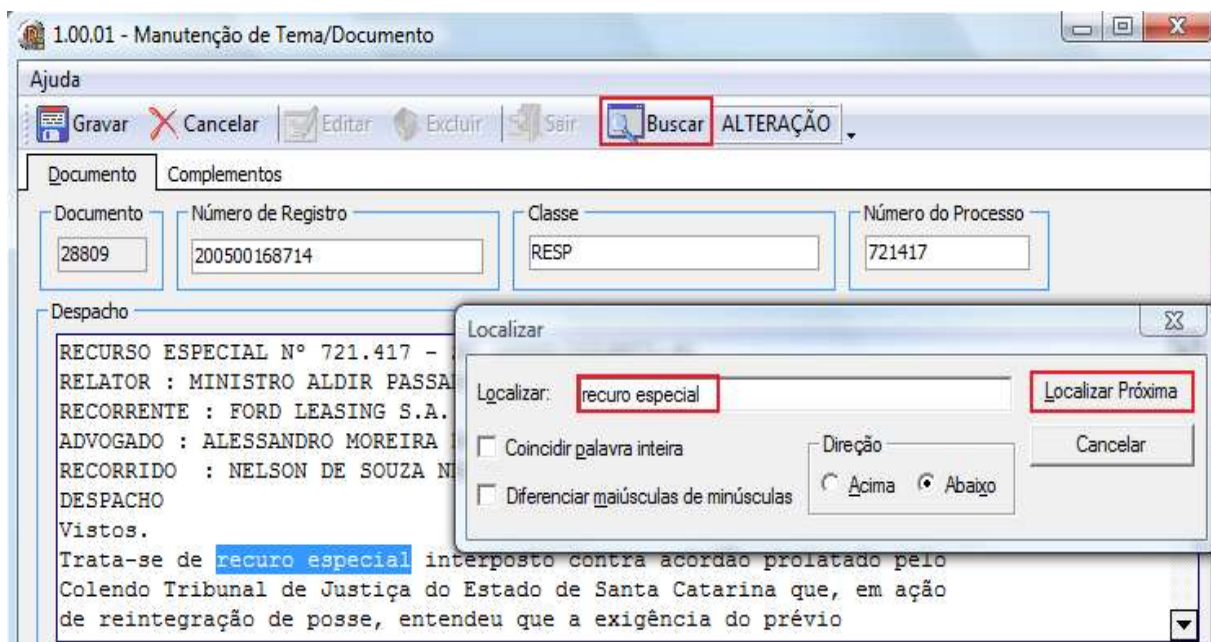 1.00.01 - Manutenção de Tema/Documento
Ajuda
Gravar Cancelar Editar Excluir Sair Buscar ALTERAÇÃO
Documento Complementos
Documento Número de Registro Classe Número do Processo
28809 200500168714 RESP 721417
Despacho
Localizar
Localizar: recuro especial Localizar Próxima
Coincidir palavra inteira Direção Cancelar
Diferenciar maiúsculas de minúsculas Acima Abaixo
RECURSO ESPECIAL Nº 721.417 -
RELATOR : MINISTRO ALDIR PASSA
RECORRENTE : FORD LEASING S.A.
ADVOGADO : ALESSANDRO MOREIRA
RECORRIDO : NELSON DE SOUZA
DESPACHO
Vistos.
Trata-se de recuro especial interposto contra acórdão prolatado pelo
Colendo Tribunal de Justiça do Estado de Santa Catarina que, em ação
de reintegração de posse, entendeu que a exigência do prévio